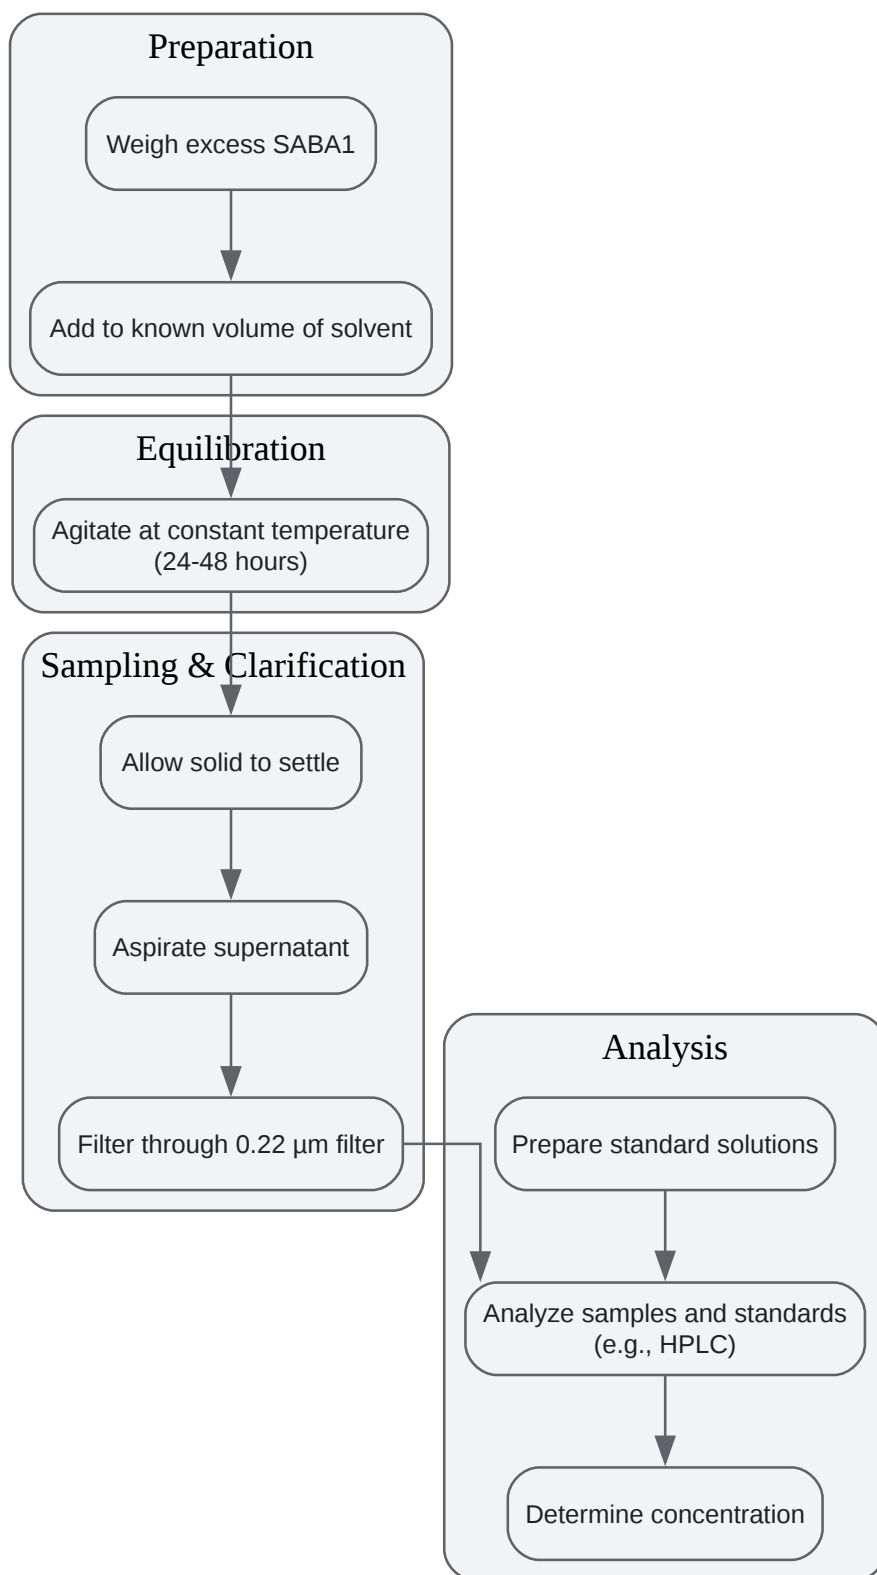 Preparation
Weigh excess SABA1
Add to known volume of solvent
Equilibration
Agitate at constant temperature
(24-48 hours)
Sampling & Clarification
Allow solid to settle
Aspirate supernatant
Filter through 0.22 µm filter
Analysis
Prepare standard solutions
Analyze samples and standards
(e.g., HPLC)
Determine concentration